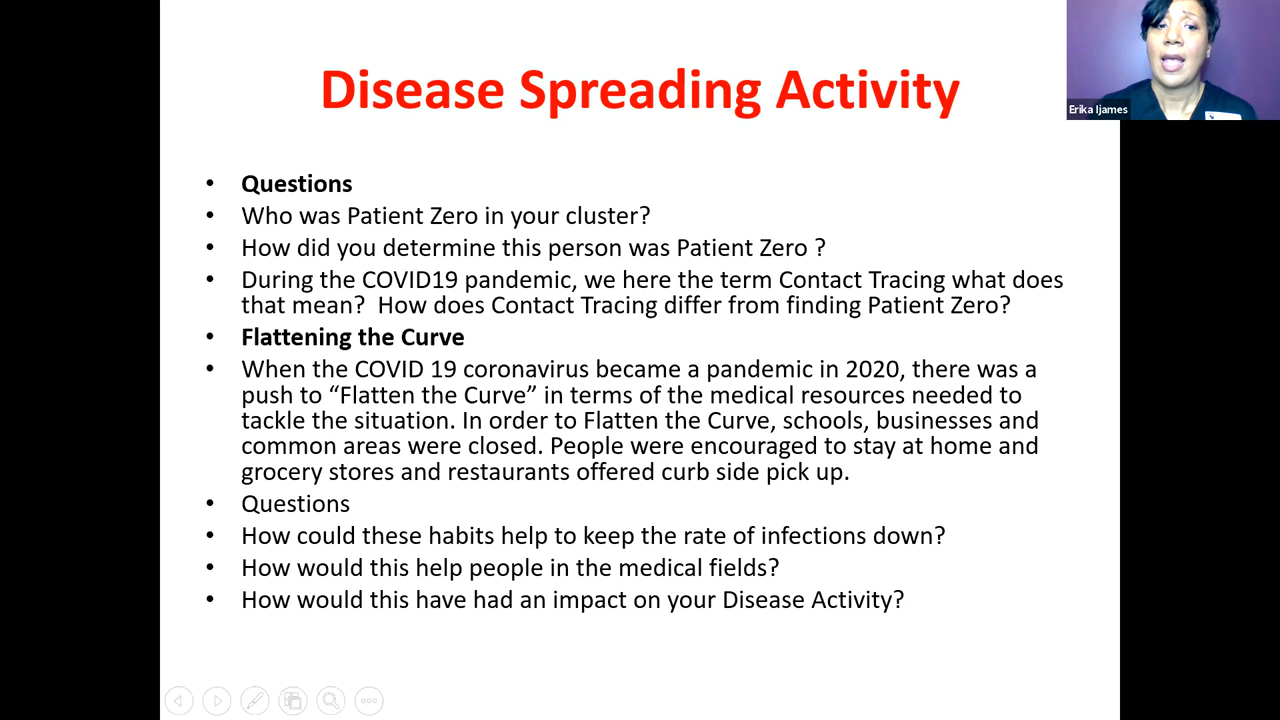 Disease Spreading Activity
Erika Ijames
• Questions
• Who was Patient Zero in your cluster?
• How did you determine this person was Patient Zero ?
• During the COVID19 pandemic, we here the term Contact Tracing what does
that mean?  How does Contact Tracing differ from finding Patient Zero?
• Flattening the Curve
• When the COVID 19 coronavirus became a pandemic in 2020, there was a
push to “Flatten the Curve” in terms of the medical resources needed to
tackle the situation. In order to Flatten the Curve, schools, businesses and
common areas were closed. People were encouraged to stay at home and
grocery stores and restaurants offered curb side pick up.
• Questions
• How could these habits help to keep the rate of infections down?
• How would this help people in the medical fields?
• How would this have had an impact on your Disease Activity?